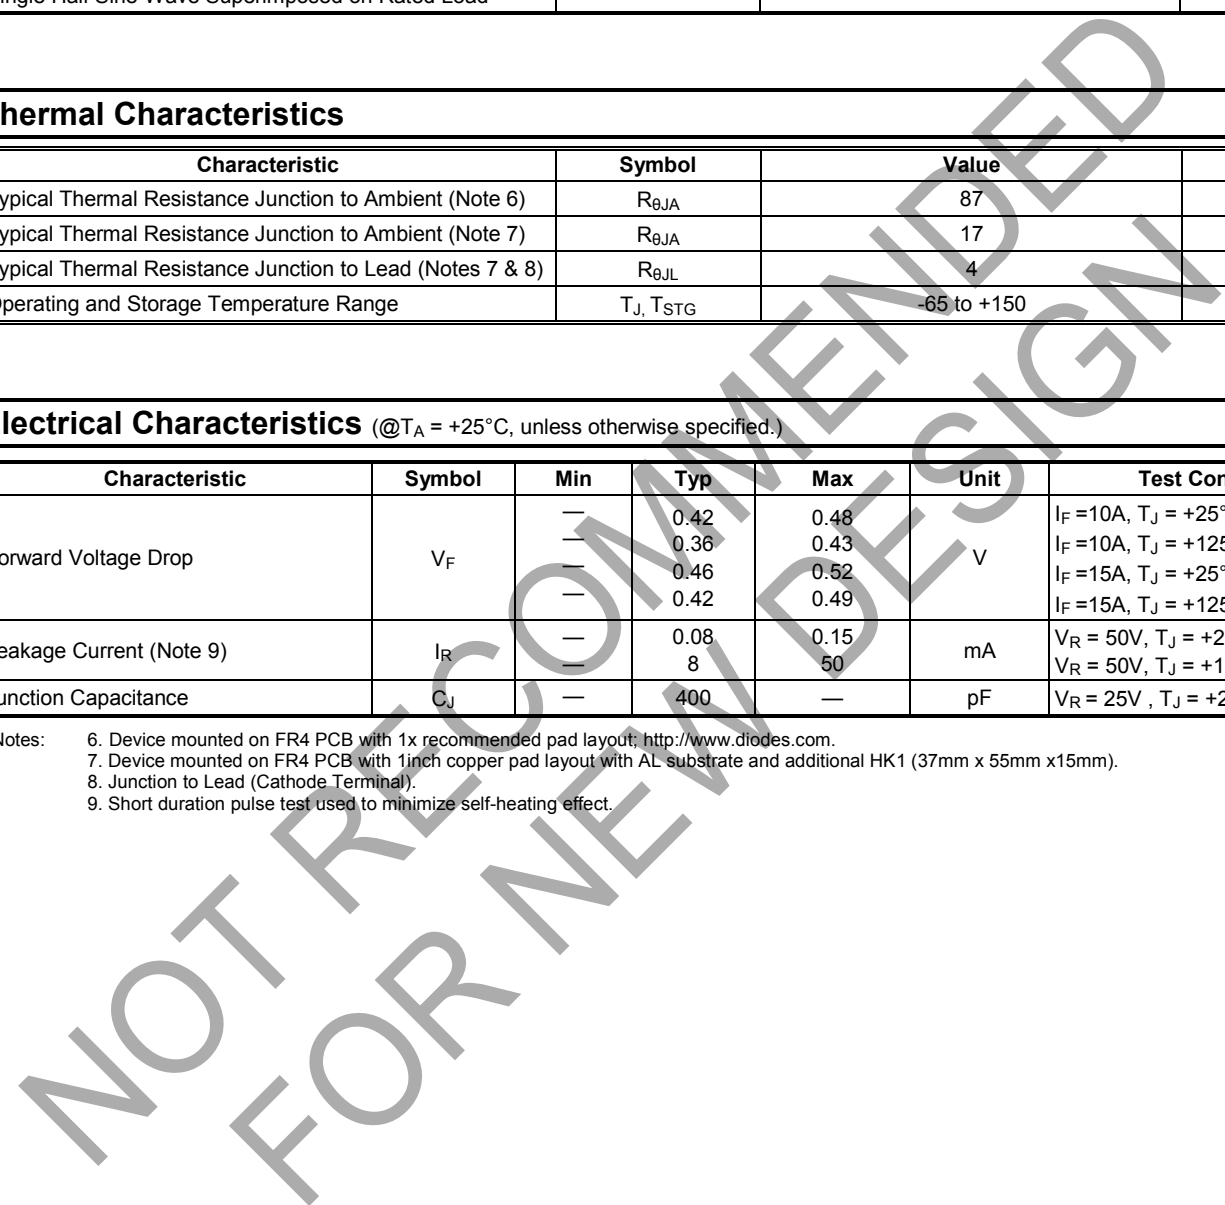 hermal Characteristics
Characteristic Symbol Value
ypical Thermal Resistance Junction to Ambient (Note 6) RθJA 87
ypical Thermal Resistance Junction to Ambient (Note 7) RθJA 17
ypical Thermal Resistance Junction to Lead (Notes 7 & 8) RθJL 4
perating and Storage Temperature Range TJ, TSTG -65 to +150
lectrical Characteristics (@TA = +25°C, unless otherwise specified.)
Characteristic Symbol Min Typ Max Unit Test Con
orward Voltage Drop VF V
— 0.42 0.48 IF =10A, TJ = +25°
— 0.36 0.43 IF =10A, TJ = +125
— 0.46 0.52 IF =15A, TJ = +25°
— 0.42 0.49 IF =15A, TJ = +125
eakage Current (Note 9) IR mA
— 0.08 0.15 VR = 50V, TJ = +2
— 8 50 VR = 50V, TJ = +1
unction Capacitance CJ — 400 — pF VR = 25V , TJ = +2
Notes: 6. Device mounted on FR4 PCB with 1x recommended pad layout; http://www.diodes.com.
7. Device mounted on FR4 PCB with 1inch copper pad layout with AL substrate and additional HK1 (37mm x 55mm x15mm).
8. Junction to Lead (Cathode Terminal).
9. Short duration pulse test used to minimize self-heating effect.
NOT RECOMMENDED
FOR NEW DESIGN